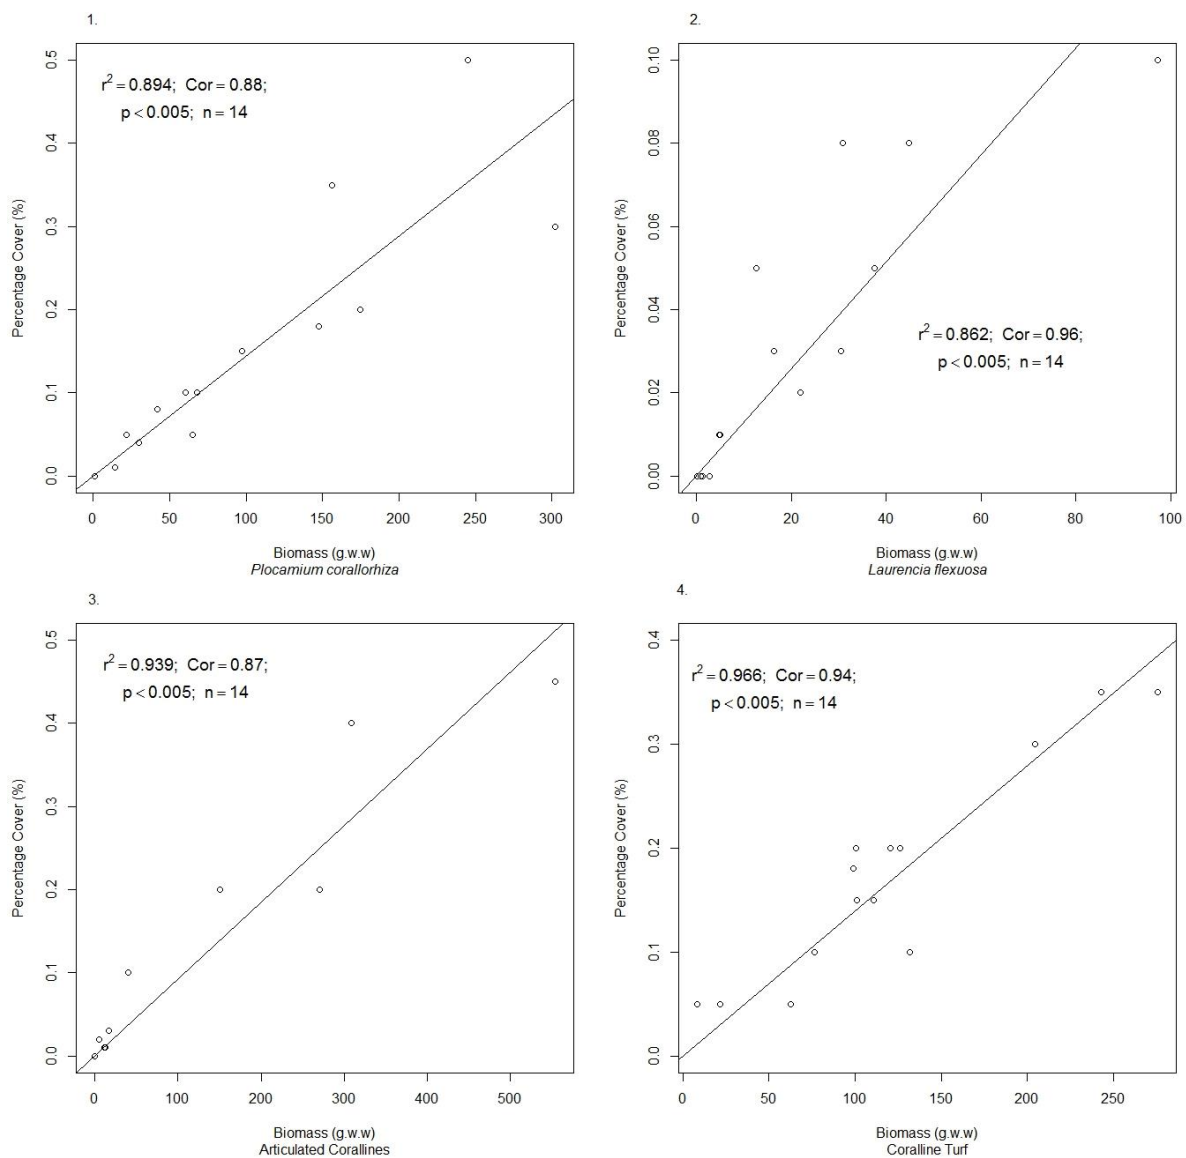 1.
r² = 0.894; Cor = 0.88;
p < 0.005; n = 14
Percentage Cover (%)
0.5
0.4
0.3
0.2
0.1
0.0
0 50 100 150 200 250 300
Biomass (g.w.w)
Plocamium corallorhiza
2.
r² = 0.862; Cor = 0.96;
p < 0.005; n = 14
Percentage Cover (%)
0.10
0.08
0.06
0.04
0.02
0.00
0 20 40 60 80 100
Biomass (g.w.w)
Laurencia flexuosa
3.
r² = 0.939; Cor = 0.87;
p < 0.005; n = 14
Percentage Cover (%)
0.5
0.4
0.3
0.2
0.1
0.0
0 100 200 300 400 500
Biomass (g.w.w)
Articulated Corallines
4.
r² = 0.966; Cor = 0.94;
p < 0.005; n = 14
Percentage Cover (%)
0.4
0.3
0.2
0.1
0.0
0 50 100 150 200 250
Biomass (g.w.w)
Coralline Turf